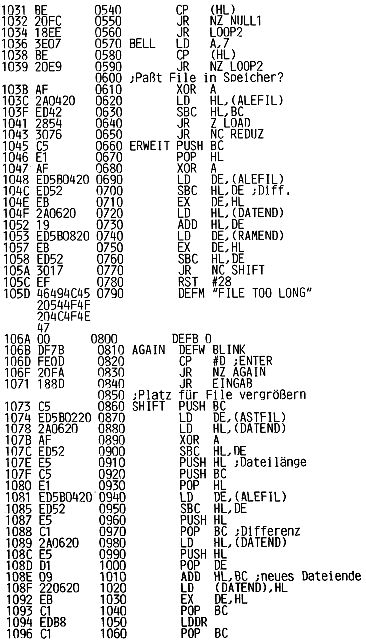 1031 BE 0540 CP (HL)
1032 20FC 0550 JR NZ NULL1
1034 18EE 0560 JR LOOP2
1036 3E07 0570 BELL LD A,7
1038 BE 0580 CP (HL)
1039 20E9 0590 JR NZ LOOP2
0600 ;Paßt File in Speicher?
103B AF 0610 XOR A
103C 2A0420 0620 LD HL,(ALEFIL)
103F ED42 0630 SBC HL,BC
1041 2854 0640 JR Z LOAD
1043 3076 0650 JR NC REDUZ
1045 C5 0660 ERWEIT PUSH BC
1046 E1 0670 POP HL
1047 AF 0680 XOR A
1048 ED5B0420 0690 LD DE,(ALEFIL)
104C ED52 0700 SBC HL,DE ;Diff.
104E EB 0710 EX DE,HL
104F 2A0620 0720 LD HL,(DATEND)
1052 19 0730 ADD HL,DE
1053 ED5B0820 0740 LD DE,(RAMEND)
1057 EB 0750 EX DE,HL
1058 ED52 0760 SBC HL,DE
105A 3017 0770 JR NC SHIFT
105C EF 0780 RST #28
105D 46494C45 0790 DEFM "FILE TOO LONG"
20544F4F
204C4F4E
47
106A 00 0800 DEFB 0
106B DF7B 0810 AGAIN DEFW BLINK
106D FE0D 0820 CP #D ;ENTER
106F 20FA 0830 JR NZ AGAIN
1071 188D 0840 JR EINGAB
0850 ;Platz für File vergrößern
1073 C5 0860 SHIFT PUSH BC
1074 ED5B0220 0870 LD DE,(ASTFIL)
1078 2A0620 0880 LD HL,(DATEND)
107B AF 0890 XOR A
107C ED52 0900 SBC HL,DE
107E E5 0910 PUSH HL ;Dateilänge
107F C5 0920 PUSH BC
1080 E1 0930 POP HL
1081 ED5B0420 0940 LD DE,(ALEFIL)
1085 ED52 0950 SBC HL,DE
1087 E5 0960 PUSH HL
1088 C1 0970 POP BC ;Differenz
1089 2A0620 0980 LD HL,(DATEND)
108C E5 0990 PUSH HL
108D D1 1000 POP DE
108E 09 1010 ADD HL,BC ;neues Dateiende
108F 220620 1020 LD (DATEND),HL
1092 EB 1030 EX DE,HL
1093 C1 1040 POP BC
1094 EDB8 1050 LDDR
1096 C1 1060 POP BC